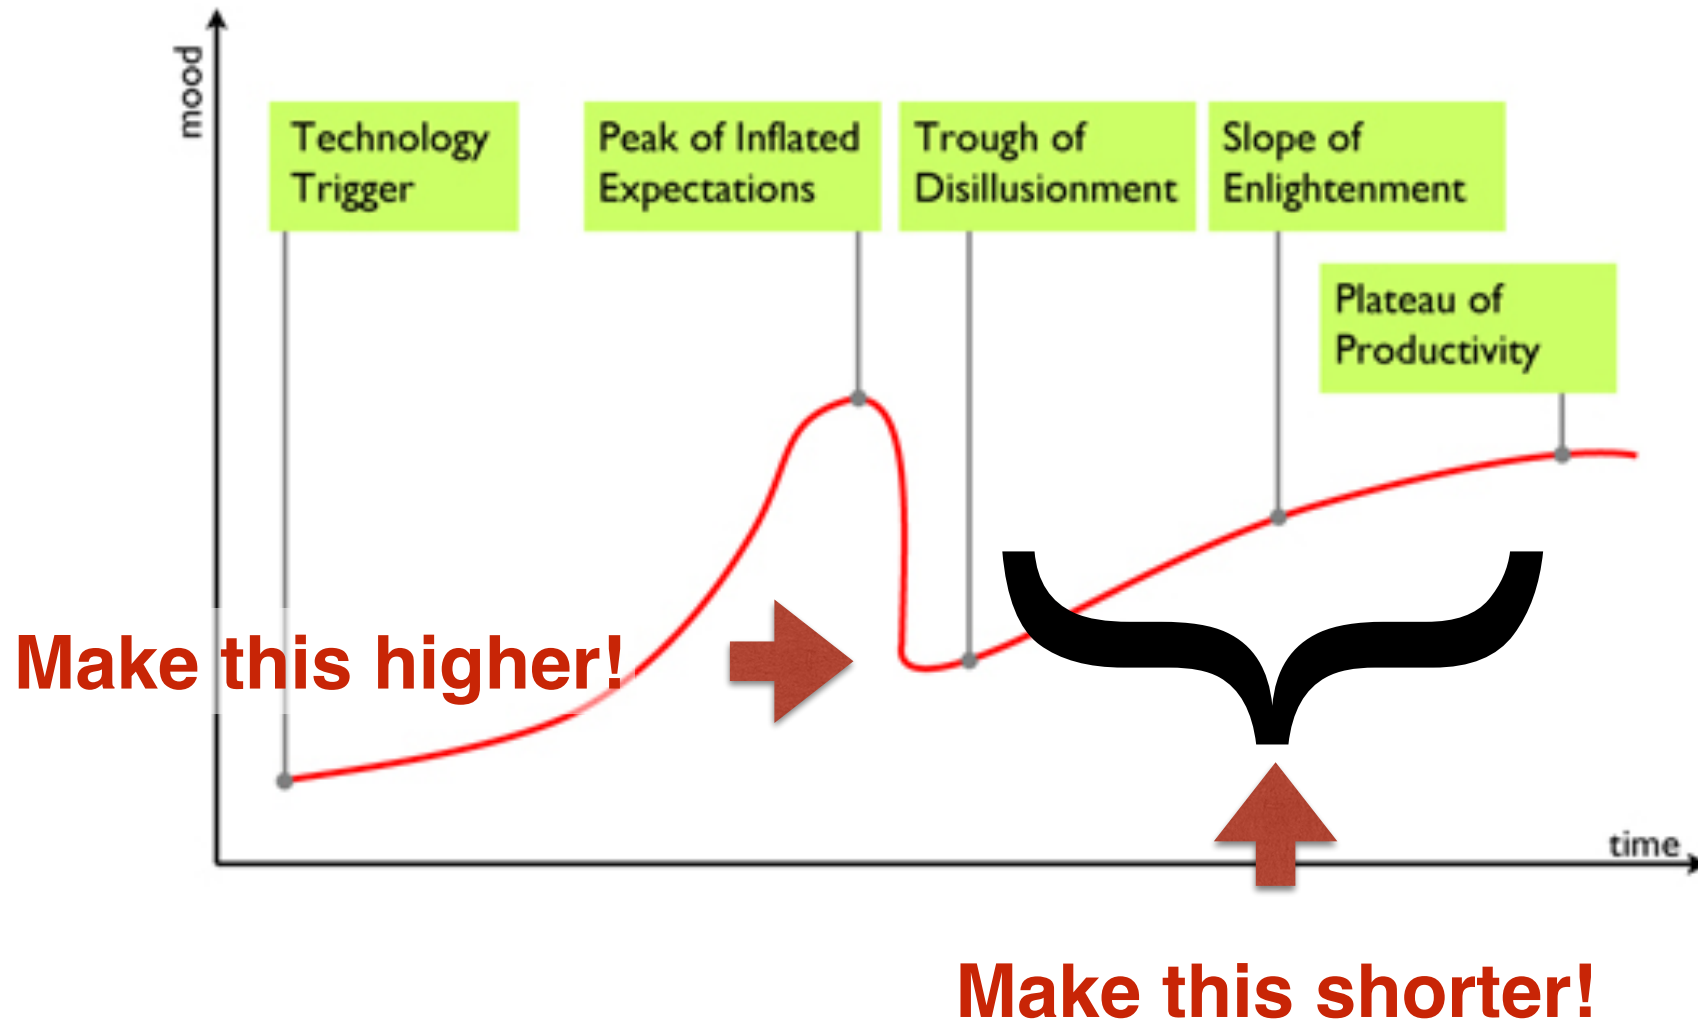 mood
Technology
Trigger
Peak of Inflated
Expectations
Trough of
Disillusionment
Slope of
Enlightenment
Plateau of
Productivity
Make this higher!
time
Make this shorter!